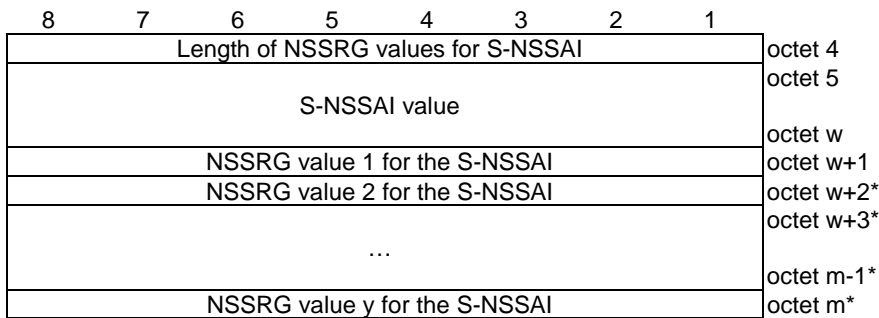 8 7 6 5 4 3 2 1
Length of NSSRG values for S-NSSAI octet 4
octet 5
S-NSSAI value
octet w
NSSRG value 1 for the S-NSSAI octet w+1
NSSRG value 2 for the S-NSSAI octet w+2*
octet w+3*
…
octet m-1*
NSSRG value y for the S-NSSAI octet m*